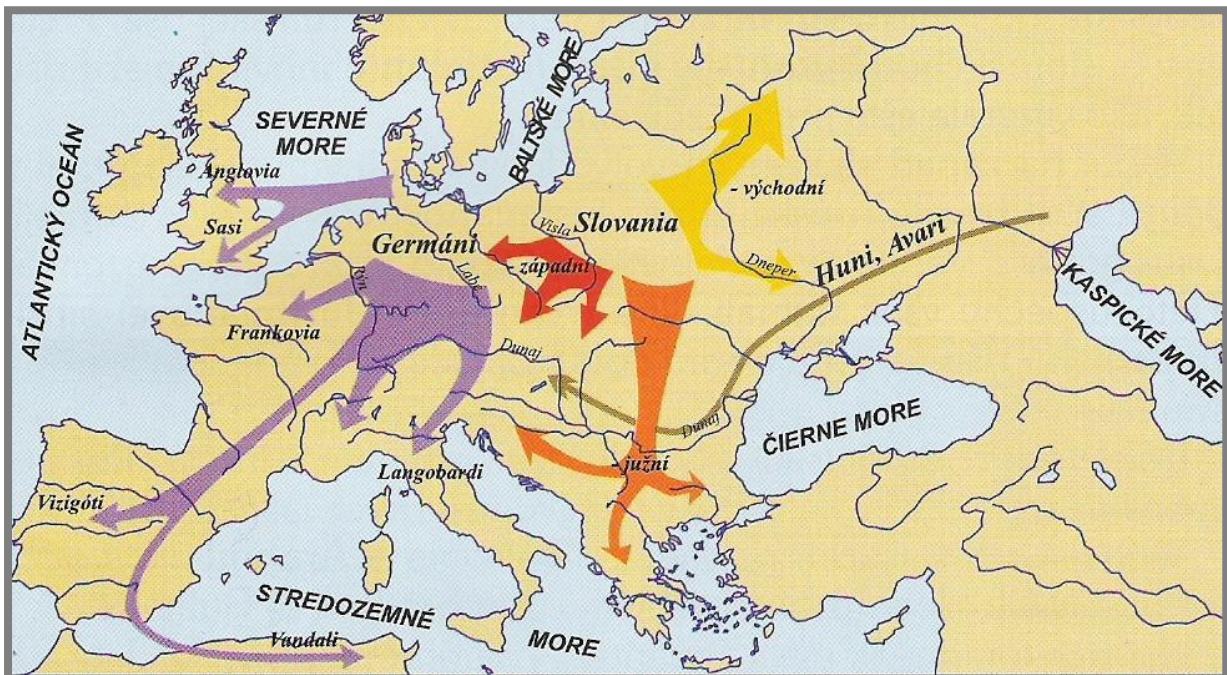 ATLANTICKÝ OCEÁN
SEVERNÉ
MORE
BALTSKÉ MORE
Anglovia
Sasi
Germáni
Visla
Slovania
- východní
- západní
Labe
Rýn
Dneper
Huni, Avari
KASPICKÉ MORE
Frankovia
Dunaj
Dunaj
ČIERNE MORE
- južní
Langobardi
Vizigóti
STREDOZEMNÉ
MORE
Vandali